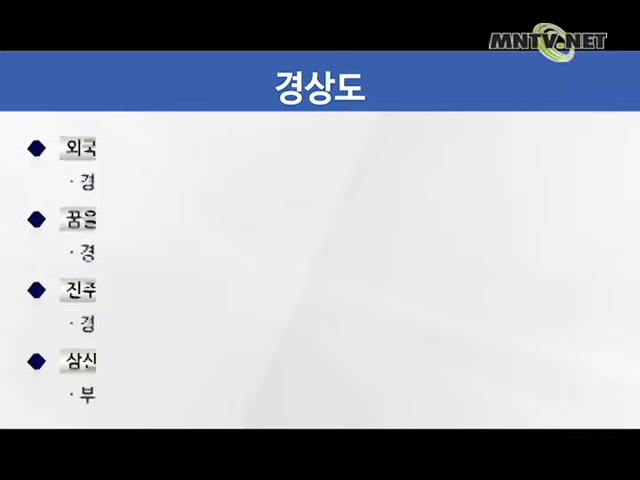 MNTV.NET
경상도
외국
· 경
꿈을
· 경
진주
· 경
삼신
· 부